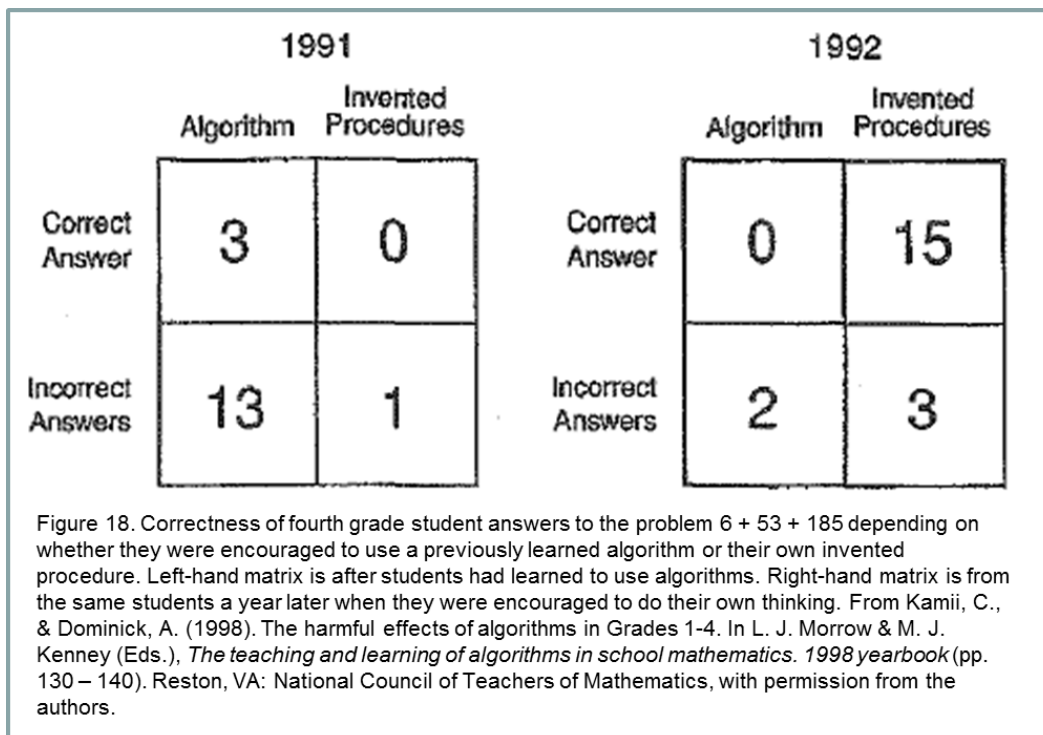 1991
Algorithm
Invented
Procedures
Correct
Answer
3
0
Incorrect
Answers
13
1
1992
Algorithm
Invented
Procedures
Correct
Answer
0
15
Incorrect
Answers
2
3
Figure 18. Correctness of fourth grade student answers to the problem 6 + 53 + 185 depending on
whether they were encouraged to use a previously learned algorithm or their own invented
procedure. Left-hand matrix is after students had learned to use algorithms. Right-hand matrix is from
the same students a year later when they were encouraged to do their own thinking. From Kamii, C.,
& Dominick, A. (1998). The harmful effects of algorithms in Grades 1-4. In L. J. Morrow & M. J.
Kenney (Eds.), The teaching and learning of algorithms in school mathematics. 1998 yearbook (pp.
130 – 140). Reston, VA: National Council of Teachers of Mathematics, with permission from the
authors.